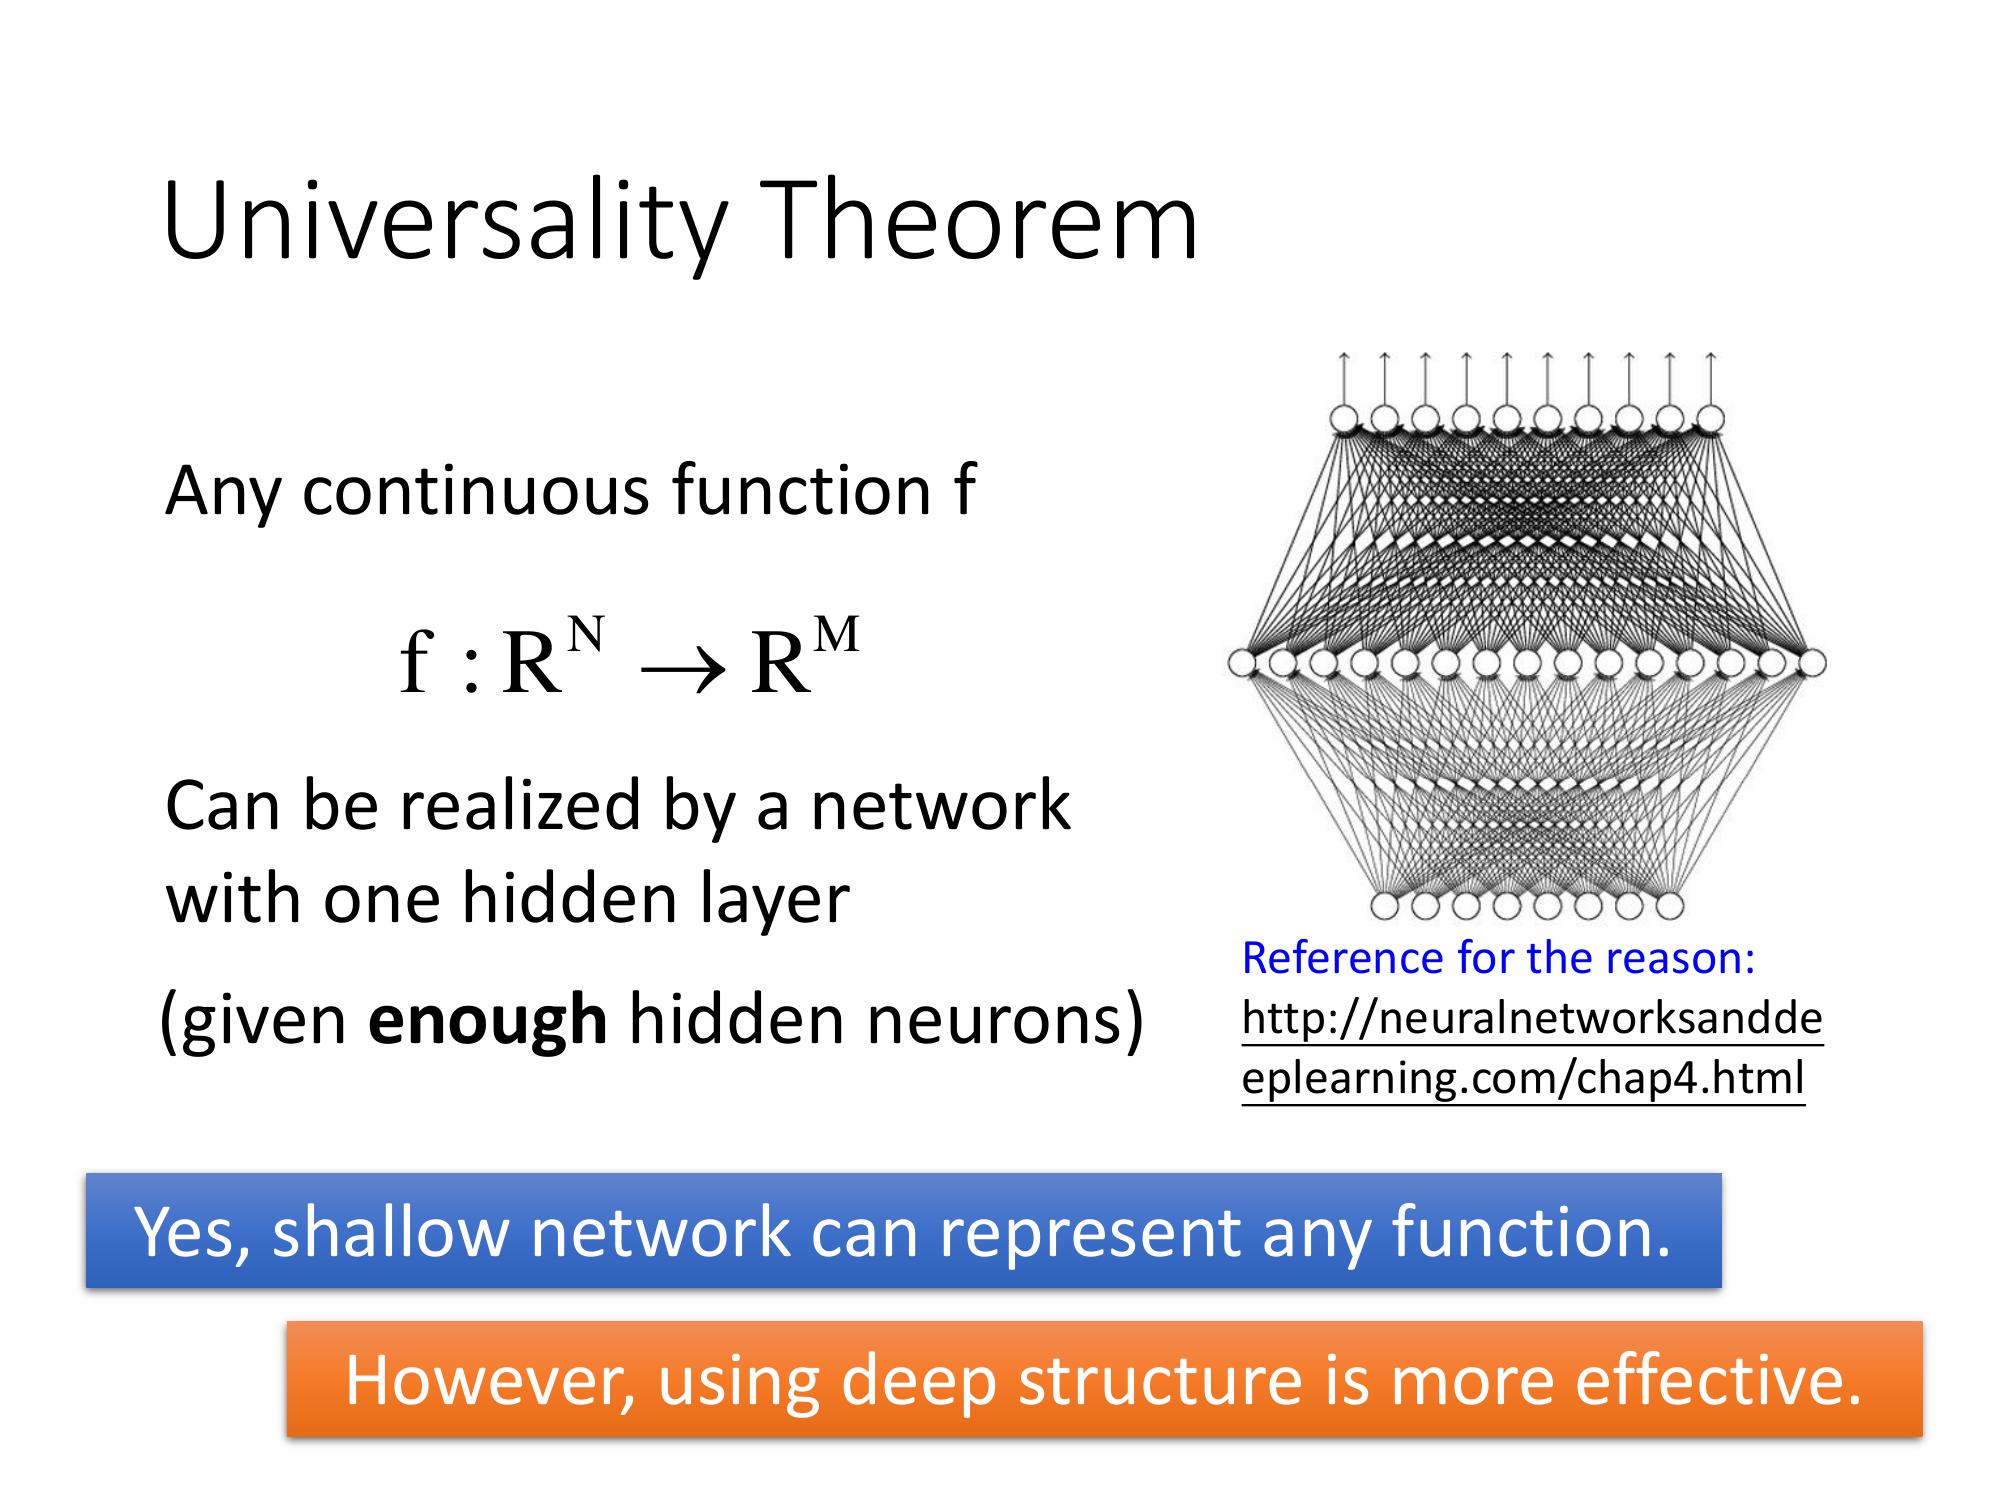 Universality Theorem
Any continuous function f
f : R^N → R^M
Can be realized by a network
with one hidden layer
(given enough hidden neurons)
Reference for the reason:
http://neuralnetworksandde
eplearning.com/chap4.html
Yes, shallow network can represent any function.
However, using deep structure is more effective.